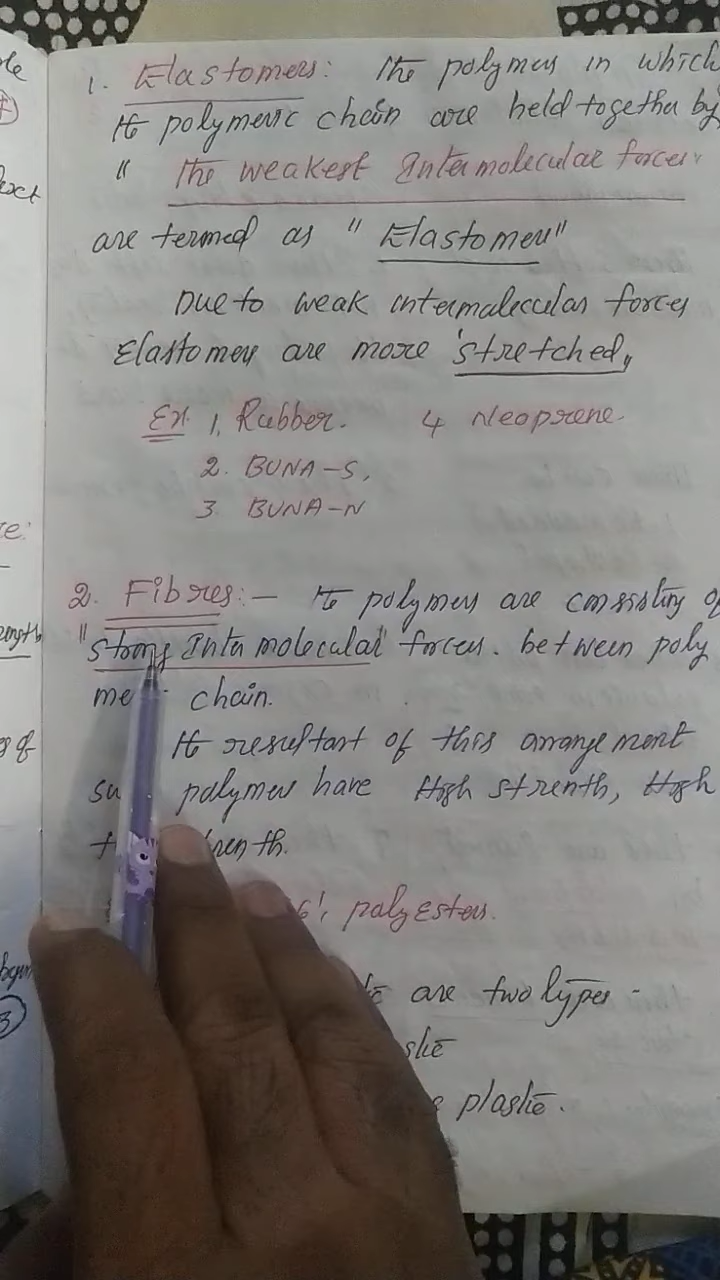 1. Elastomers: The polymers in which
the polymeric chain are held together by
" The weakest Intermolecular forces
are termed as " Elastomers"
Due to weak intermolecular forces
Elastomers are more 'stretched,
Ex 1. Rubber. 4 Neoprene.
2. BUNA-S,
3. BUNA-N
2. Fibres:- The polymers are consisting of
"strong Intermolecular" forces. between poly
chain.
The resultant of this arrangement
polymers have High strenth, High
polyesters.
are two types -
plastic.